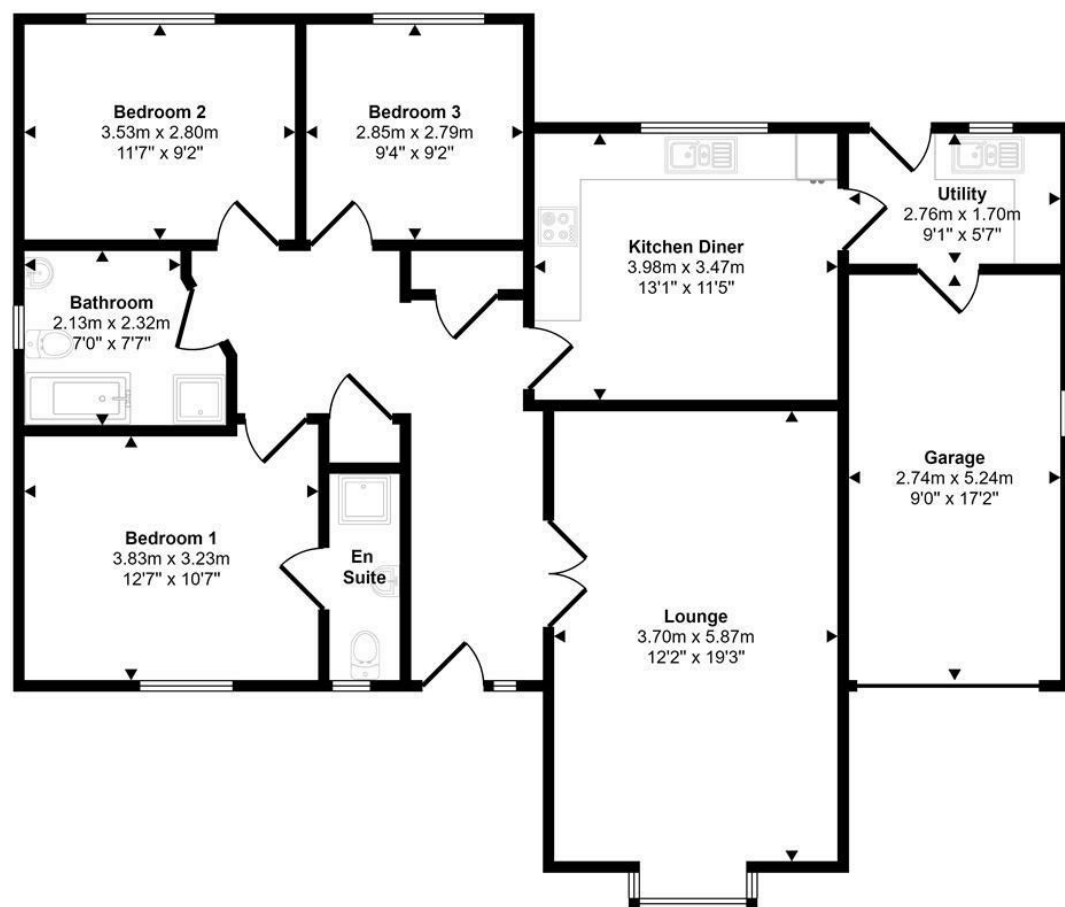 Bedroom 2
3.53m x 2.80m
11'7" x 9'2"
Bedroom 3
2.85m x 2.79m
9'4" x 9'2"
Kitchen Diner
3.98m x 3.47m
13'1" x 11'5"
Utility
2.76m x 1.70m
9'1" x 5'7"
Bathroom
2.13m x 2.32m
7'0" x 7'7"
Bedroom 1
3.83m x 3.23m
12'7" x 10'7"
En
Suite
Lounge
3.70m x 5.87m
12'2" x 19'3"
Garage
2.74m x 5.24m
9'0" x 17'2"